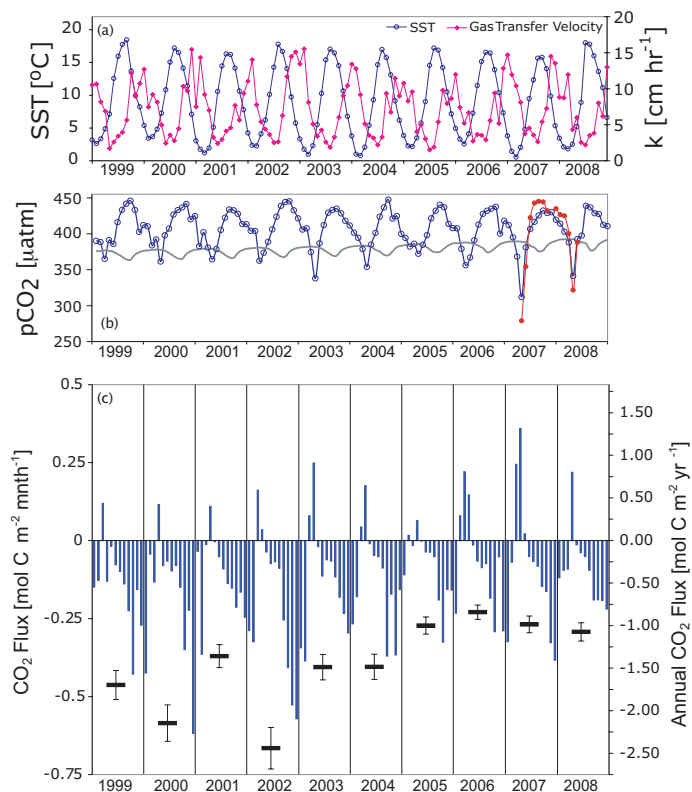 (a)
SST
Gas Transfer Velocity
20
15
10
5
0
SST [ºC]
20
15
10
5
0
k [cm hr-1]
1999 2000 2001 2002 2003 2004 2005 2006 2007 2008
450
400
350
300
250
pCO2 [µatm]
(b)
1999 2000 2001 2002 2003 2004 2005 2006 2007 2008
(c)
0.5
0.25
0
-0.25
-0.5
-0.75
CO2 Flux [mol C m-2 mnth-1]
1.50
1.00
0.50
0.00
-0.50
-1.00
-1.50
-2.00
-2.50
Annual CO2 Flux [mol C m-2 yr -1]
1999 2000 2001 2002 2003 2004 2005 2006 2007 2008